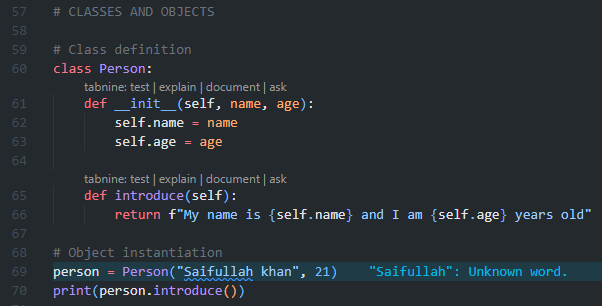 57 # CLASSES AND OBJECTS
58
59 # Class definition
60 class Person:
tabnine: test | explain | document | ask
61 def __init__(self, name, age):
62 self.name = name
63 self.age = age
64
tabnine: test | explain | document | ask
65 def introduce(self):
66 return f"My name is {self.name} and I am {self.age} years old"
67
68 # Object instantiation
69 person = Person("Saifullah khan", 21) "Saifullah": Unknown word.
70 print(person.introduce())